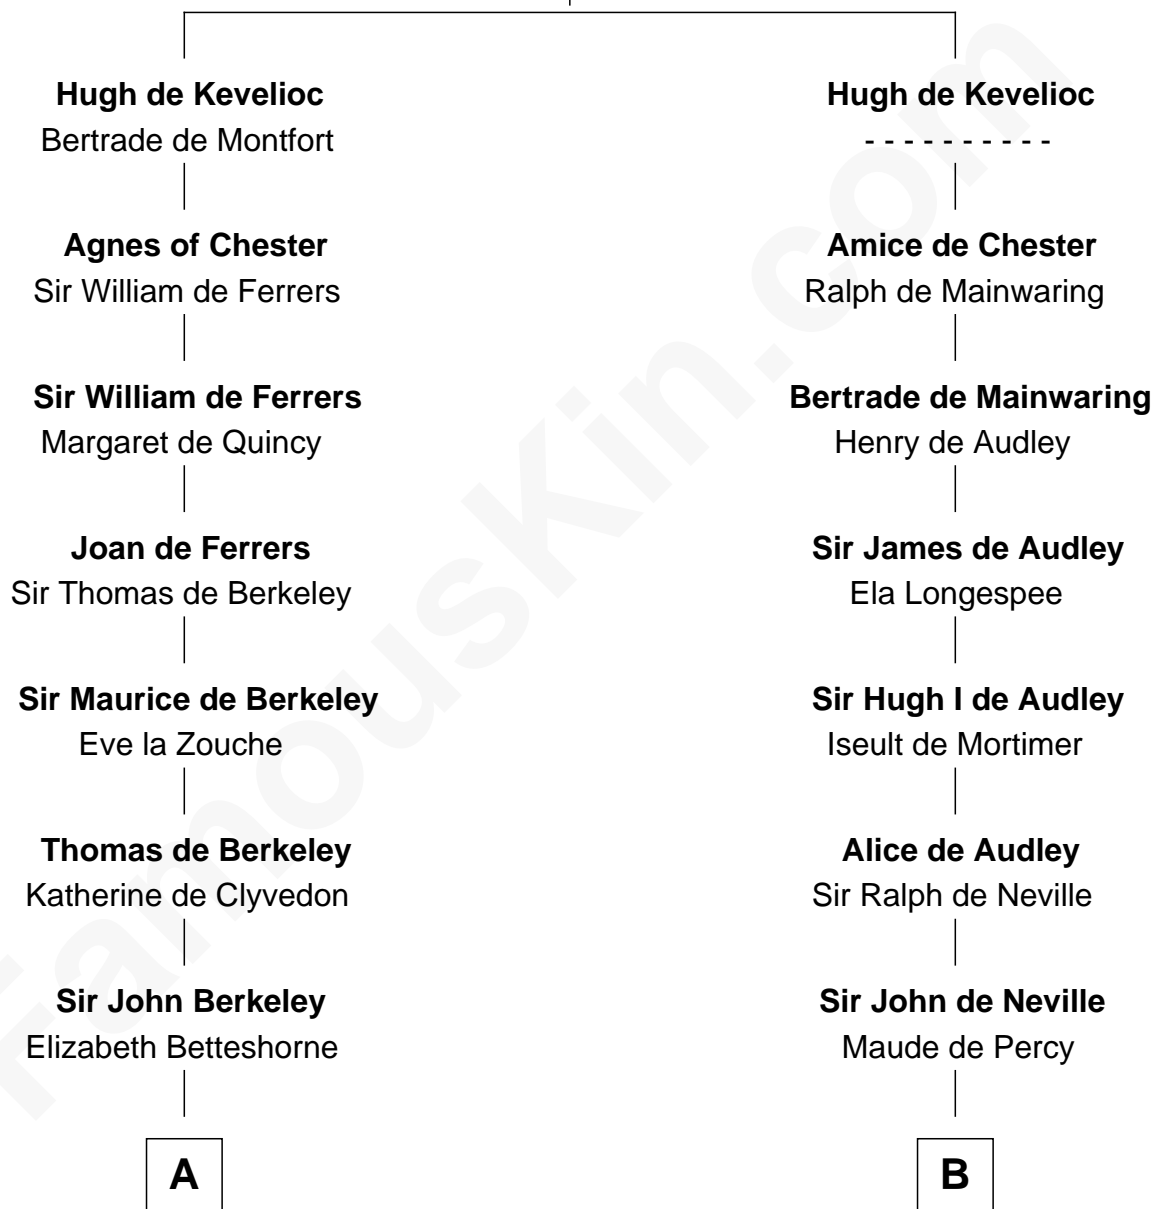 Hugh de Kevelioc
Bertrade de Montfort
Agnes of Chester
Sir William de Ferrers
Sir William de Ferrers
Margaret de Quincy
Joan de Ferrers
Sir Thomas de Berkeley
Sir Maurice de Berkeley
Eve la Zouche
Thomas de Berkeley
Katherine de Clyvedon
Sir John Berkeley
Elizabeth Betteshorne
A
Hugh de Kevelioc
- - - - - - - - - -
Amice de Chester
Ralph de Mainwaring
Bertrade de Mainwaring
Henry de Audley
Sir James de Audley
Ela Longespee
Sir Hugh I de Audley
Iseult de Mortimer
Alice de Audley
Sir Ralph de Neville
Sir John de Neville
Maude de Percy
B
FamousKin.com